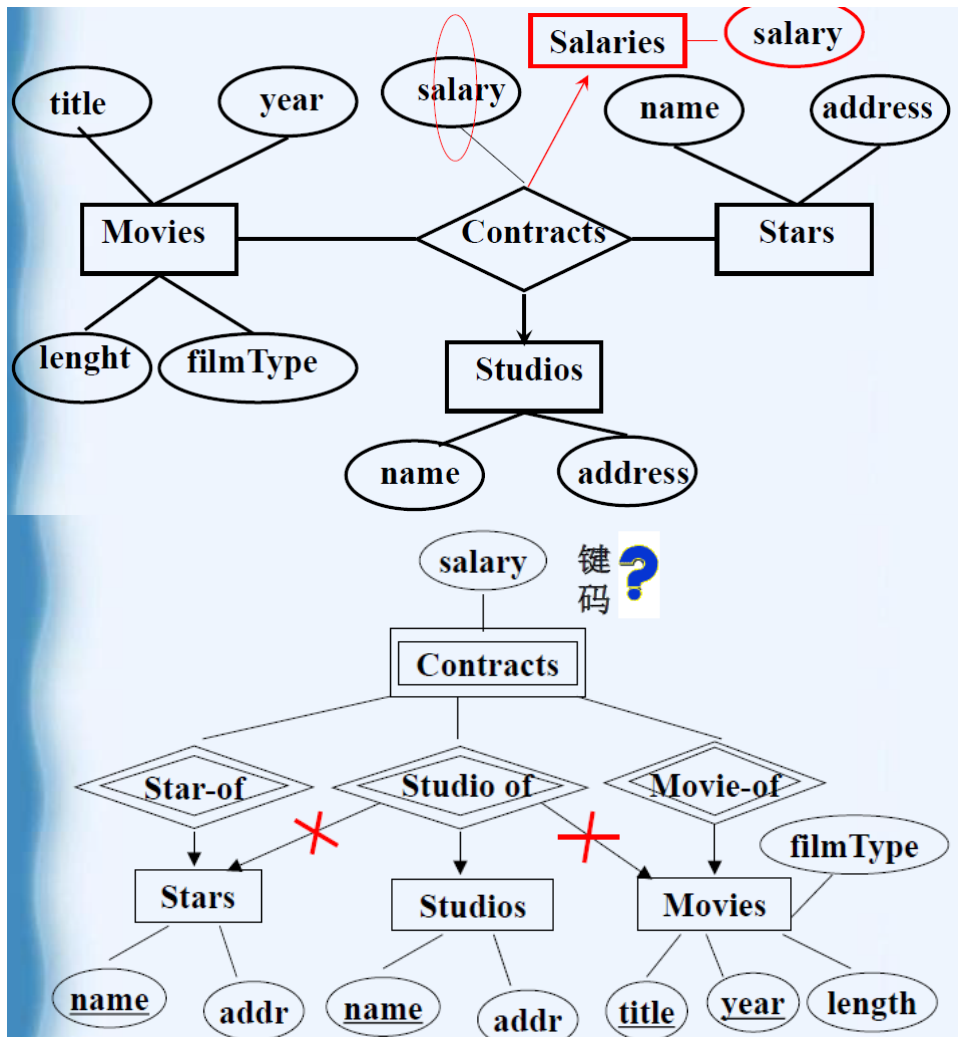 Salaries
salary
salary
title
year
name
address
Movies
Contracts
Stars
lenght
filmType
Studios
name
address
salary
键
码
?
Contracts
Star-of
Studio of
Movie-of
filmType
Stars
Studios
Movies
name
addr
name
addr
title
year
length